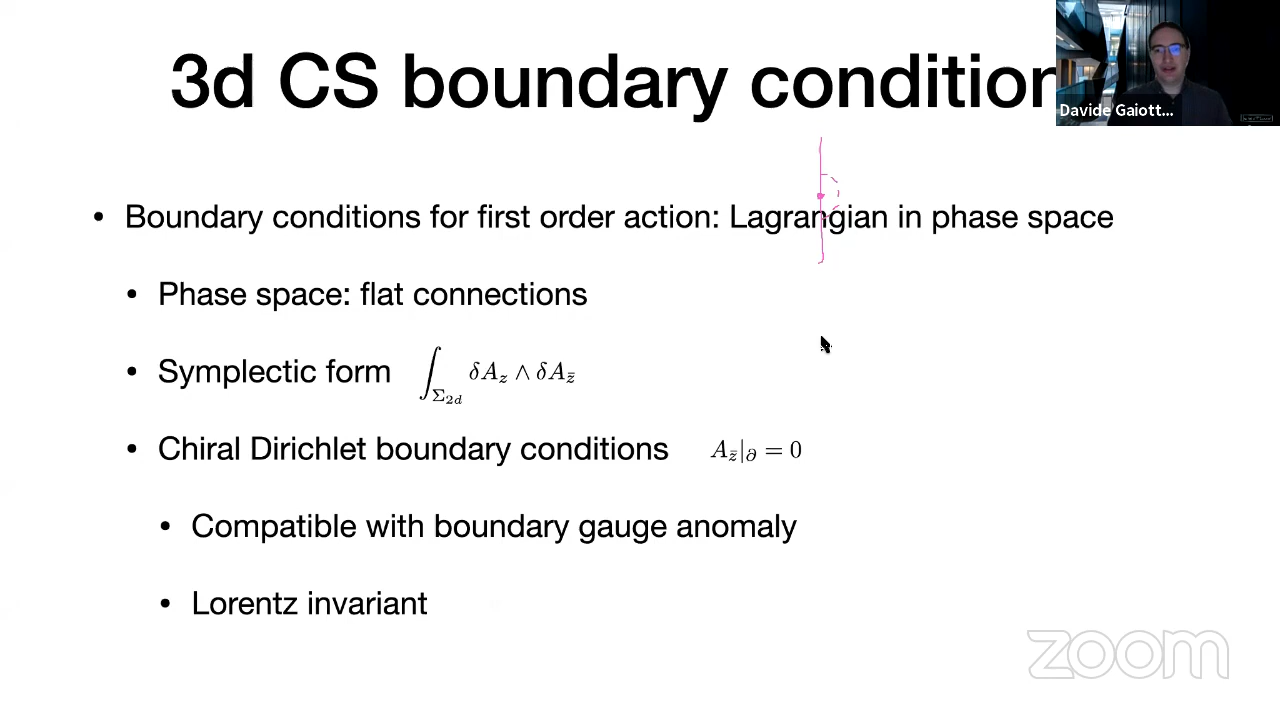 3d CS boundary condition
Davide Gaiott...
• Boundary conditions for first order action: Lagrangian in phase space
• Phase space: flat connections
• Symplectic form ∫_{Σ_{2d}} δA_z ∧ δA_{z̄}
• Chiral Dirichlet boundary conditions A_{z̄}|_∂ = 0
• Compatible with boundary gauge anomaly
• Lorentz invariant
zoom